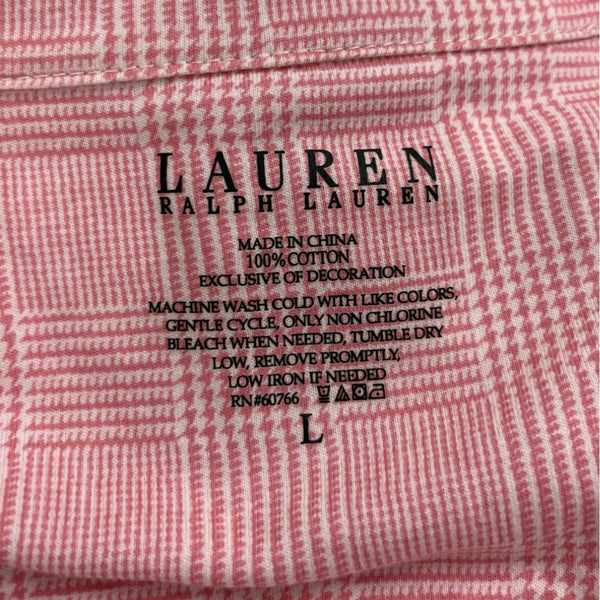 LAUREN
RALPH LAUREN
MADE IN CHINA
100% COTTON
EXCLUSIVE OF DECORATION
MACHINE WASH COLD WITH LIKE COLORS,
GENTLE CYCLE, ONLY NON CHLORINE
BLEACH WHEN NEEDED, TUMBLE DRY
LOW, REMOVE PROMPTLY,
LOW IRON IF NEEDED
RN#60766
L